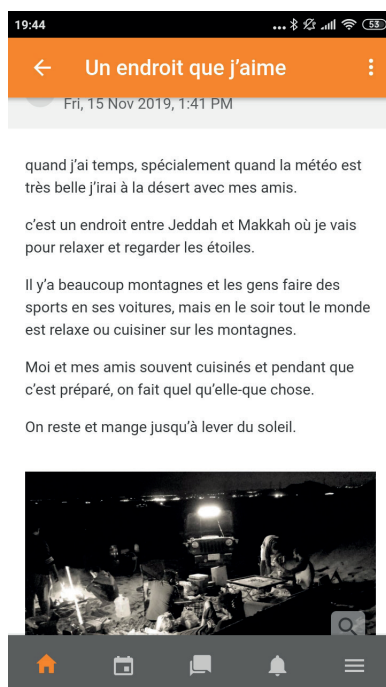 19:44
53
Un endroit que j’aime
Fri, 15 Nov 2019, 1:41 PM
quand j’ai temps, spécialement quand la météo est
très belle j’irai à la désert avec mes amis.
c’est un endroit entre Jeddah et Makkah où je vais
pour relaxer et regarder les étoiles.
Il y’a beaucoup montagnes et les gens faire des
sports en ses voitures, mais en le soir tout le monde
est relaxe ou cuisiner sur les montagnes.
Moi et mes amis souvent cuisinés et pendant que
c’est préparé, on fait quel qu’elle-que chose.
On reste et mange jusqu’à lever du soleil.